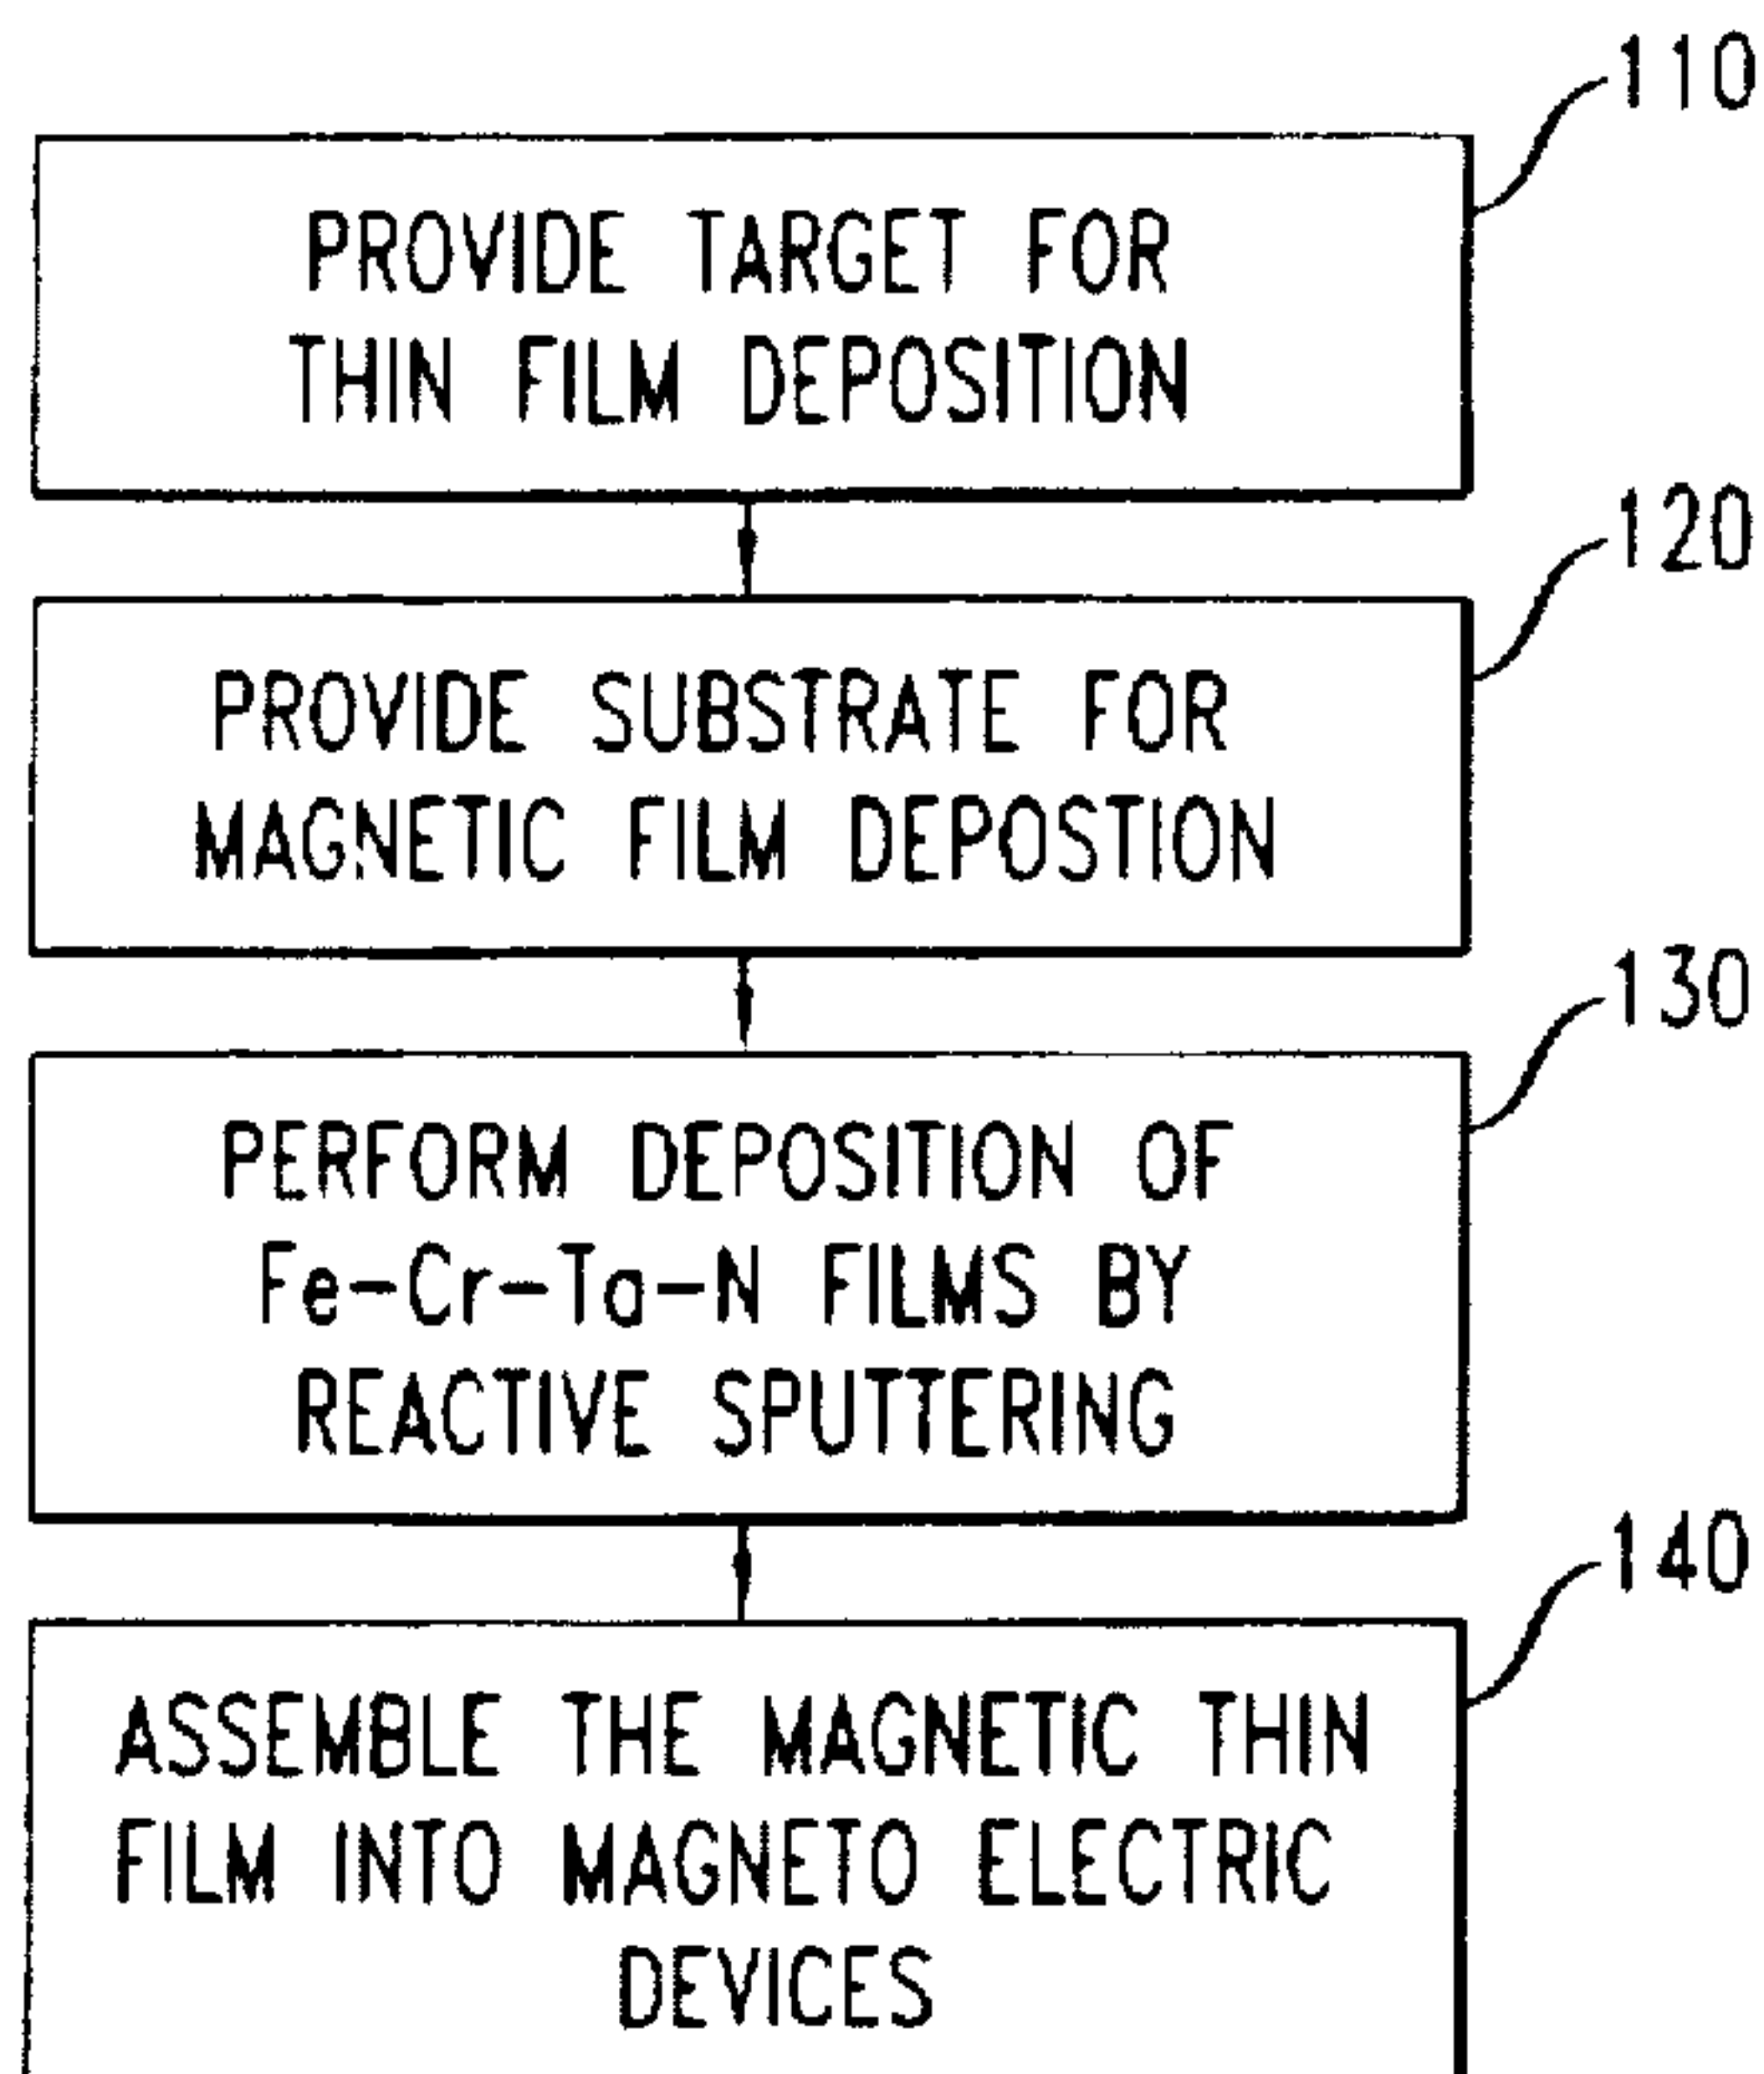 110
PROVIDE TARGET FOR
THIN FILM DEPOSITION
120
PROVIDE SUBSTRATE FOR
MAGNETIC FILM DEPOSTION
130
PERFORM DEPOSITION OF
Fe-Cr-Ta-N FILMS BY
REACTIVE SPUTTERING
140
ASSEMBLE THE MAGNETIC THIN
FILM INTO MAGNETO ELECTRIC
DEVICES